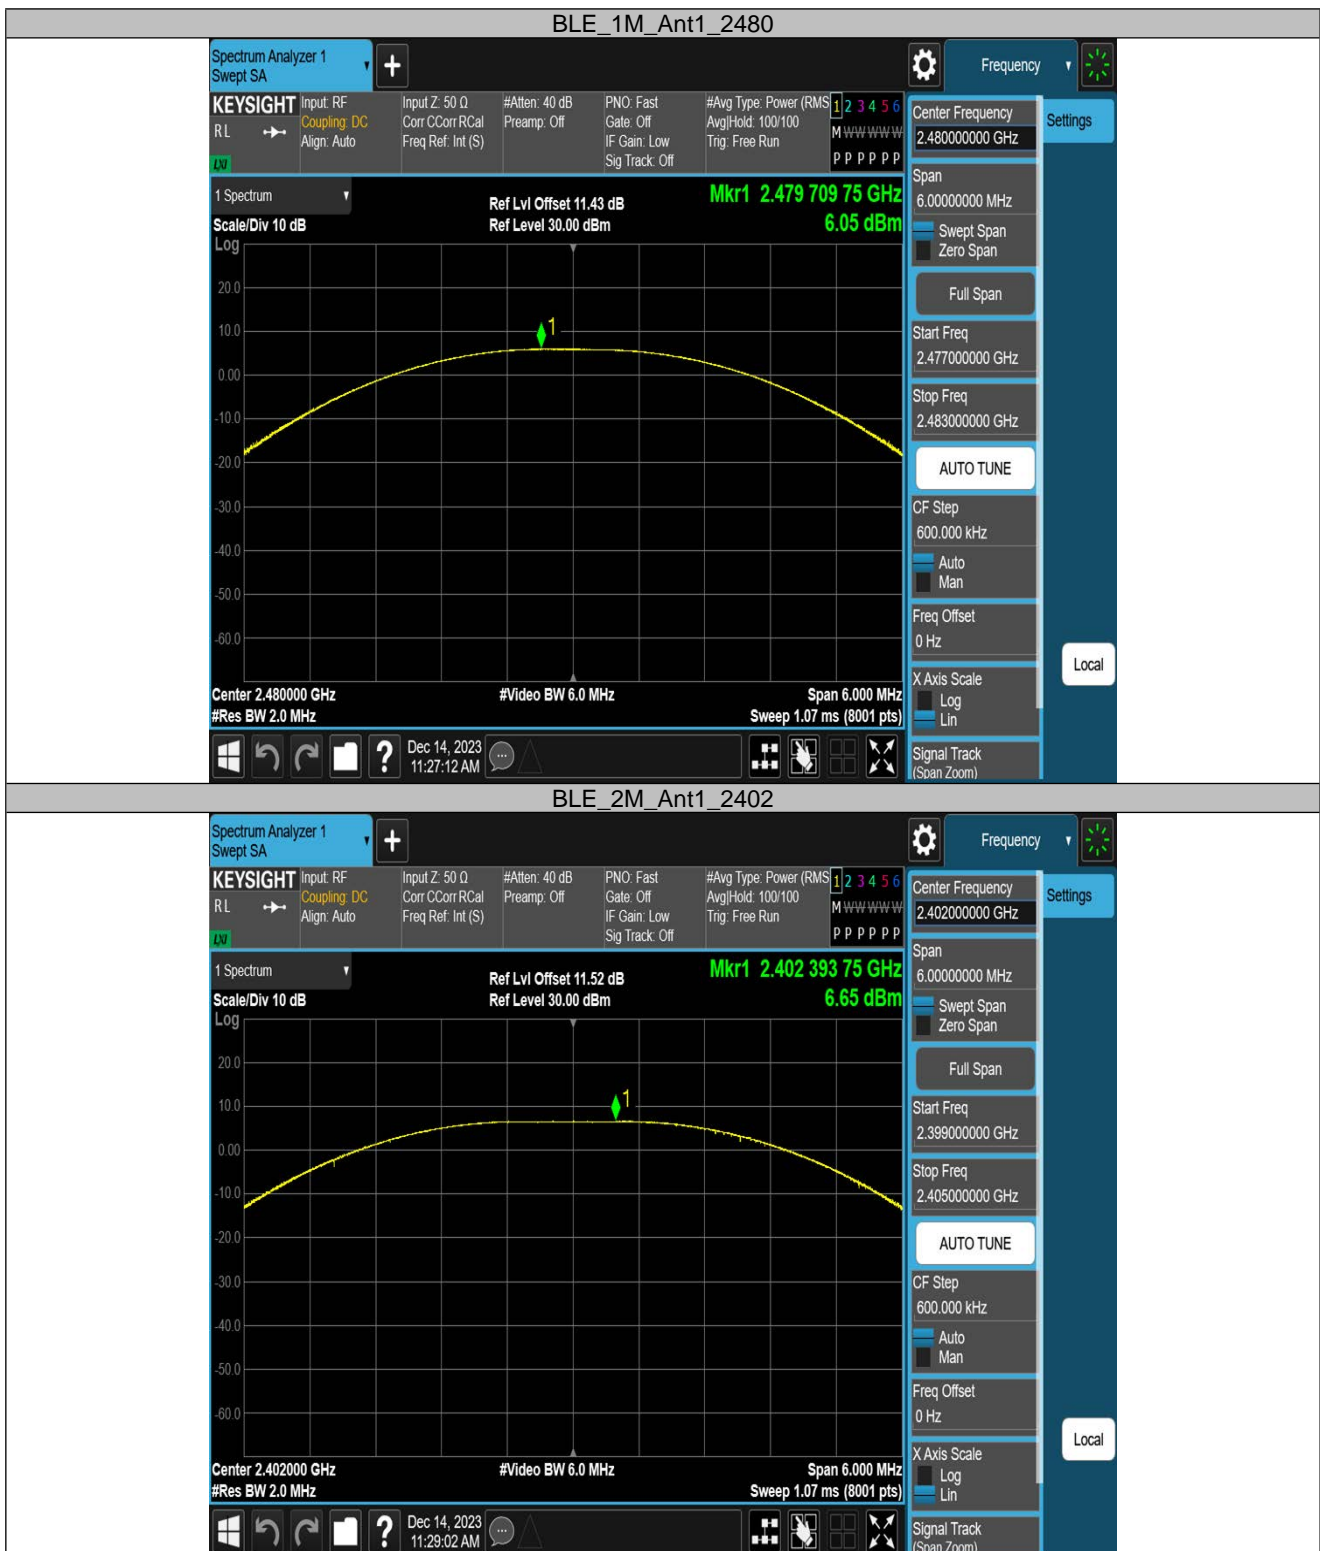 BLE_1M_Ant1_2480
Spectrum Analyzer 1
Swept SA
Frequency
KEYSIGHT Input: RF Input Z: 50 Ω #Atten: 40 dB PNO: Fast #Avg Type: Power (RMS 1 2 3 4 5 6
RL Coupling: DC Corr CCorr RCal Preamp: Off Gate: Off Avg|Hold: 100/100 M W W W W W
Align: Auto Freq Ref: Int (S) IF Gain: Low Trig: Free Run
LXI Sig Track: Off P P P P P P
Center Frequency
2.480000000 GHz
Settings
1 Spectrum
Ref Lvl Offset 11.43 dB
Mkr1 2.479 709 75 GHz
Scale/Div 10 dB
Ref Level 30.00 dBm
6.05 dBm
Log
20.0
10.0
0.00
-10.0
-20.0
-30.0
-40.0
-50.0
-60.0
1
Center 2.480000 GHz #Video BW 6.0 MHz Span 6.000 MHz
#Res BW 2.0 MHz Sweep 1.07 ms (8001 pts)
Span
6.00000000 MHz
Swept Span
Zero Span
Full Span
Start Freq
2.477000000 GHz
Stop Freq
2.483000000 GHz
AUTO TUNE
CF Step
600.000 kHz
Auto
Man
Freq Offset
0 Hz
X Axis Scale
Log
Lin
Signal Track
(Span Zoom)
Local
? Dec 14, 2023
11:27:12 AM
BLE_2M_Ant1_2402
Spectrum Analyzer 1
Swept SA
Frequency
KEYSIGHT Input: RF Input Z: 50 Ω #Atten: 40 dB PNO: Fast #Avg Type: Power (RMS 1 2 3 4 5 6
RL Coupling: DC Corr CCorr RCal Preamp: Off Gate: Off Avg|Hold: 100/100 M W W W W W
Align: Auto Freq Ref: Int (S) IF Gain: Low Trig: Free Run
LXI Sig Track: Off P P P P P P
Center Frequency
2.402000000 GHz
Settings
1 Spectrum
Ref Lvl Offset 11.52 dB
Mkr1 2.402 393 75 GHz
Scale/Div 10 dB
Ref Level 30.00 dBm
6.65 dBm
Log
20.0
10.0
0.00
-10.0
-20.0
-30.0
-40.0
-50.0
-60.0
1
Center 2.402000 GHz #Video BW 6.0 MHz Span 6.000 MHz
#Res BW 2.0 MHz Sweep 1.07 ms (8001 pts)
Span
6.00000000 MHz
Swept Span
Zero Span
Full Span
Start Freq
2.399000000 GHz
Stop Freq
2.405000000 GHz
AUTO TUNE
CF Step
600.000 kHz
Auto
Man
Freq Offset
0 Hz
X Axis Scale
Log
Lin
Signal Track
(Span Zoom)
Local
? Dec 14, 2023
11:29:02 AM